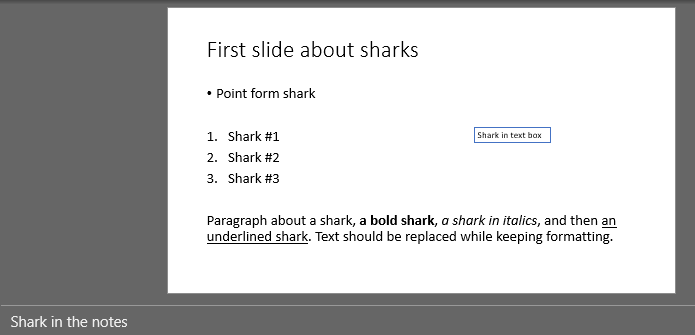 First slide about sharks
• Point form shark
1. Shark #1
2. Shark #2
3. Shark #3
Shark in text box
Paragraph about a shark, a bold shark, a shark in italics, and then an
underlined shark. Text should be replaced while keeping formatting.
Shark in the notes